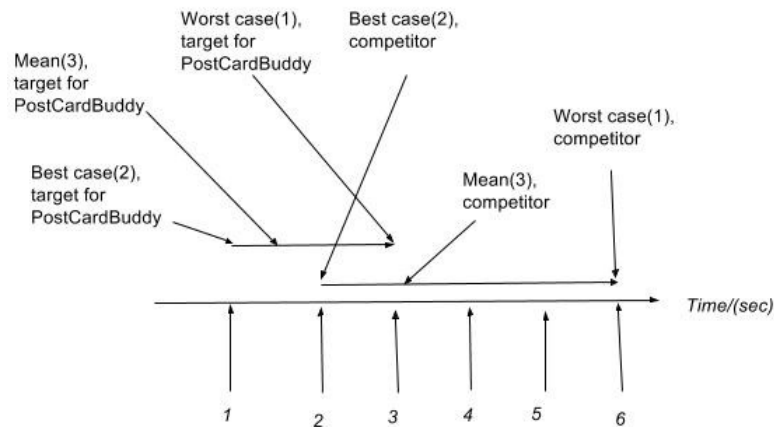 Worst case(1),
target for
PostCardBuddy
Best case(2),
competitor
Mean(3),
target for
PostCardBuddy
Worst case(1),
competitor
Best case(2),
target for
PostCardBuddy
Mean(3),
competitor
Time/(sec)
1
2
3
4
5
6